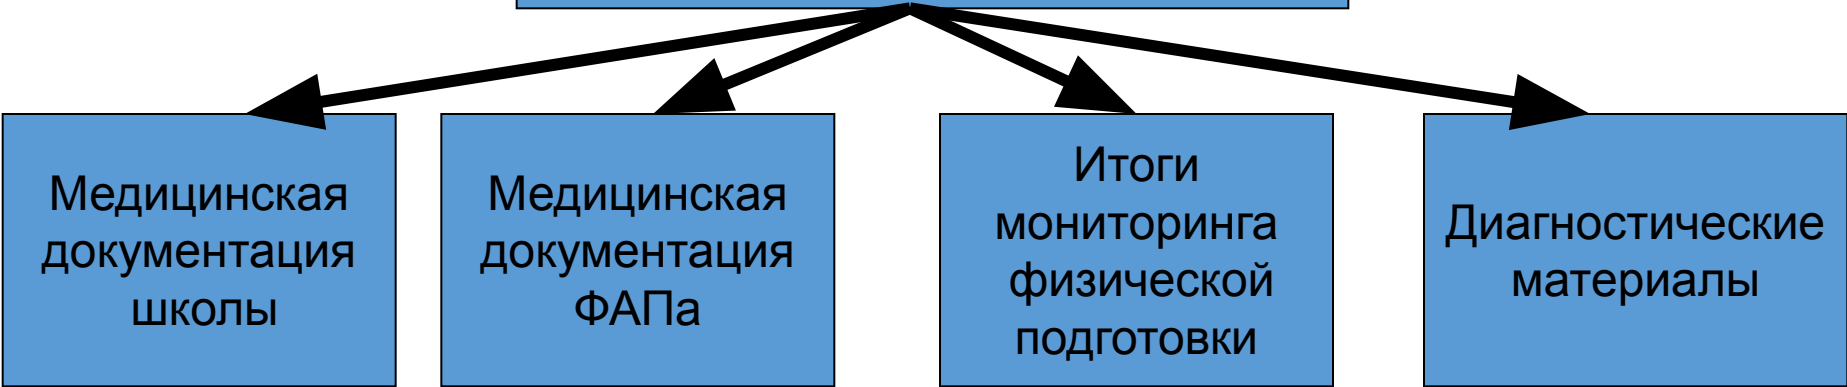 Медицинская
документация
школы
Медицинская
документация
ФАПа
Итоги
мониторинга
физической
подготовки
Диагностические
материалы